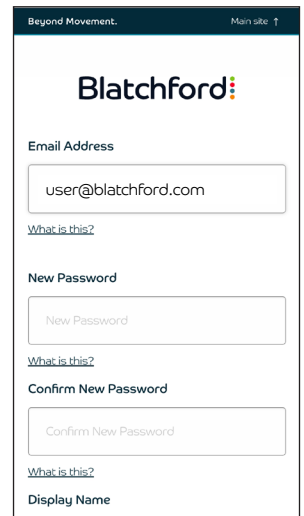 Beyond Movement. Main site ↑
Blatchford
Email Address
user@blatchford.com
What is this?
New Password
New Password
What is this?
Confirm New Password
Confirm New Password
What is this?
Display Name